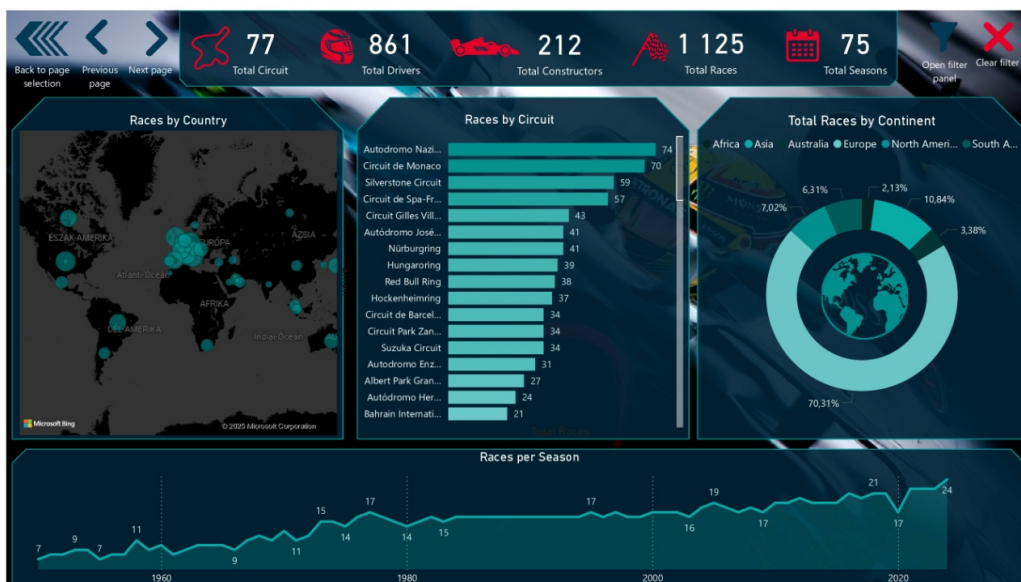 77
Total Circuit
861
Total Drivers
212
Total Constructors
1 125
Total Races
75
Total Seasons
Back to page
selection
Previous
page
Next page
Open filter
panel
Clear filter
Races by Country
ÉSZAK-AMERIKA
EURÓPA
ÁZSIA
Atlanti-Óceán
AFRIKA
DÉL-AMERIKA
Indiai-Óceán
Microsoft Bing
© 2025 Microsoft Corporation
Races by Circuit
Autodromo Nazi... 74
Circuit de Monaco 70
Silverstone Circuit 59
Circuit de Spa-Fr... 57
Circuit Gilles Vill... 43
Autódromo José... 41
Nürburgring 41
Hungaroring 39
Red Bull Ring 38
Hockenheimring 37
Circuit de Barcel... 34
Circuit Park Zan... 34
Suzuka Circuit 34
Autodromo Enz... 31
Albert Park Gran... 27
Autódromo Her... 24
Bahrain Internati... 21
Total Races
Total Races by Continent
Africa Asia Australia Europe North Ameri... South A...
6,31% 2,13%
7,02% 10,84%
3,38%
70,31%
Races per Season
7 9 7 11 9 11 15 14 17 14 15 17 16 19 17 21 17 24
1960 1980 2000 2020